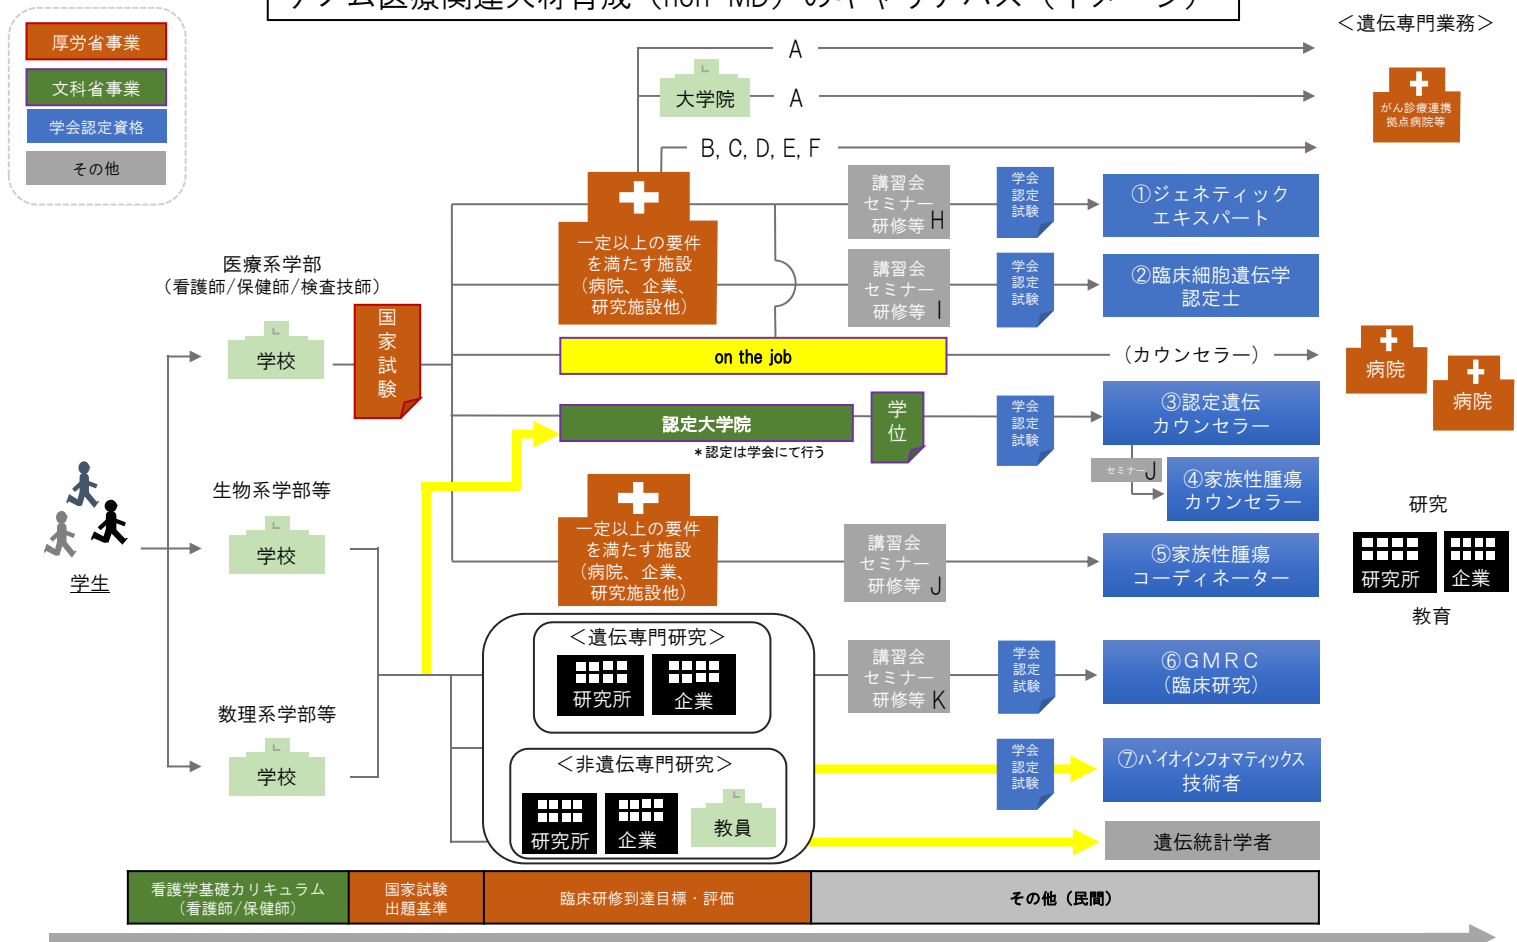 ゲノム医療関連人材育成（non-MD）のキャリアパス（イメージ）
厚労省事業
文科省事業
学会認定資格
その他
＜遺伝専門業務＞
A
大学院
A
B, C, D, E, F
がん診療連携
拠点病院等
一定以上の要件
を満たす施設
（病院、企業、
研究施設他）
講習会
セミナー
研修等
H
学会
認定
試験
①ジェネティック
エキスパート
講習会
セミナー
研修等
I
学会
認定
試験
②臨床細胞遺伝学
認定士
医療系学部
（看護師/保健師/検査技師）
学校
国
家
試
験
on the job
（カウンセラー）
病院
病院
認定大学院
＊認定は学会にて行う
学
位
学会
認定
試験
③認定遺伝
カウンセラー
セミナー
J
④家族性腫瘍
カウンセラー
生物系学部等
学校
学生
一定以上の要件
を満たす施設
（病院、企業、
研究施設他）
講習会
セミナー
研修等
J
⑤家族性腫瘍
コーディネーター
研究
研究所
企業
教育
＜遺伝専門研究＞
研究所
企業
講習会
セミナー
研修等
K
学会
認定
試験
⑥ＧＭＲＣ
（臨床研究）
数理系学部等
学校
＜非遺伝専門研究＞
研究所
企業
教員
学会
認定
試験
⑦バイオインフォマティックス
技術者
遺伝統計学者
看護学基礎カリキュラム
（看護師/保健師）
国家試験
出題基準
臨床研修到達目標・評価
その他（民間）